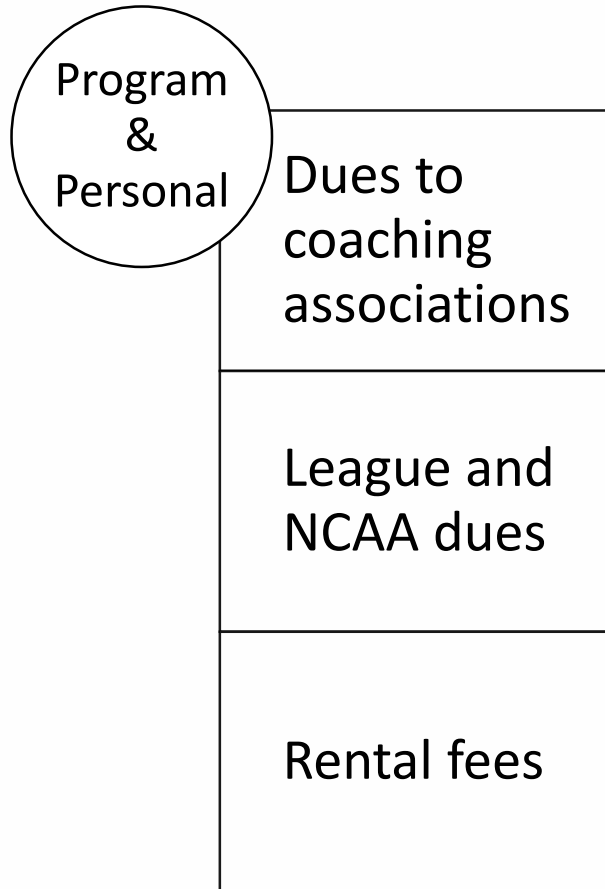 Program
&
Personal
Dues to
coaching
associations
League and
NCAA dues
Rental fees